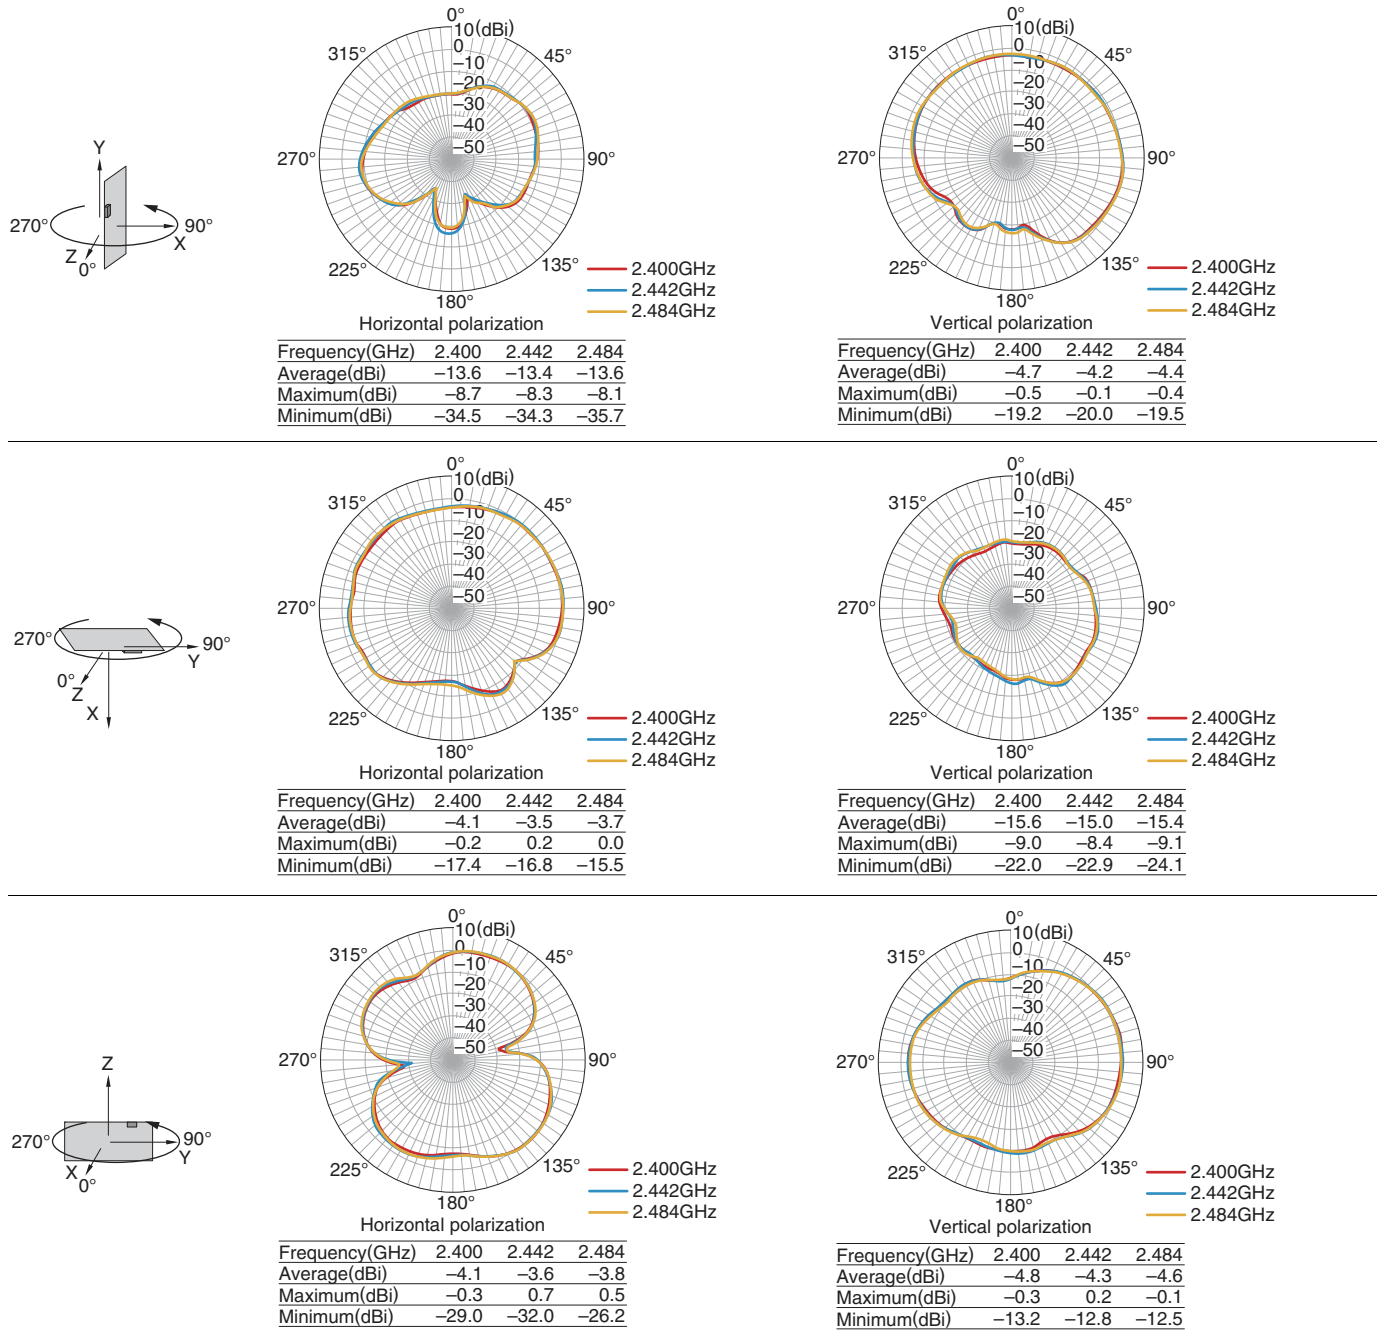 Y
270°
90°
X
Z
0°
0°
10(dBi)
0
−10
−20
−30
−40
−50
315°
45°
270°
90°
225°
135°
180°
2.400GHz
2.442GHz
2.484GHz
Horizontal polarization
Frequency(GHz) 2.400 2.442 2.484
Average(dBi) −13.6 −13.4 −13.6
Maximum(dBi) −8.7 −8.3 −8.1
Minimum(dBi) −34.5 −34.3 −35.7
0°
10(dBi)
0
−10
−20
−30
−40
−50
315°
45°
270°
90°
225°
135°
180°
2.400GHz
2.442GHz
2.484GHz
Vertical polarization
Frequency(GHz) 2.400 2.442 2.484
Average(dBi) −4.7 −4.2 −4.4
Maximum(dBi) −0.5 −0.1 −0.4
Minimum(dBi) −19.2 −20.0 −19.5
270°
90°
Y
0°
Z
X
0°
10(dBi)
0
−10
−20
−30
−40
−50
315°
45°
270°
90°
225°
135°
180°
2.400GHz
2.442GHz
2.484GHz
Horizontal polarization
Frequency(GHz) 2.400 2.442 2.484
Average(dBi) −4.1 −3.5 −3.7
Maximum(dBi) −0.2 0.2 0.0
Minimum(dBi) −17.4 −16.8 −15.5
0°
10(dBi)
0
−10
−20
−30
−40
−50
315°
45°
270°
90°
225°
135°
180°
2.400GHz
2.442GHz
2.484GHz
Vertical polarization
Frequency(GHz) 2.400 2.442 2.484
Average(dBi) −15.6 −15.0 −15.4
Maximum(dBi) −9.0 −8.4 −9.1
Minimum(dBi) −22.0 −22.9 −24.1
Z
270°
90°
Y
X
0°
0°
10(dBi)
0
−10
−20
−30
−40
−50
315°
45°
270°
90°
225°
135°
180°
2.400GHz
2.442GHz
2.484GHz
Horizontal polarization
Frequency(GHz) 2.400 2.442 2.484
Average(dBi) −4.1 −3.6 −3.8
Maximum(dBi) −0.3 0.7 0.5
Minimum(dBi) −29.0 −32.0 −26.2
0°
10(dBi)
0
−10
−20
−30
−40
−50
315°
45°
270°
90°
225°
135°
180°
2.400GHz
2.442GHz
2.484GHz
Vertical polarization
Frequency(GHz) 2.400 2.442 2.484
Average(dBi) −4.8 −4.3 −4.6
Maximum(dBi) −0.3 0.2 −0.1
Minimum(dBi) −13.2 −12.8 −12.5